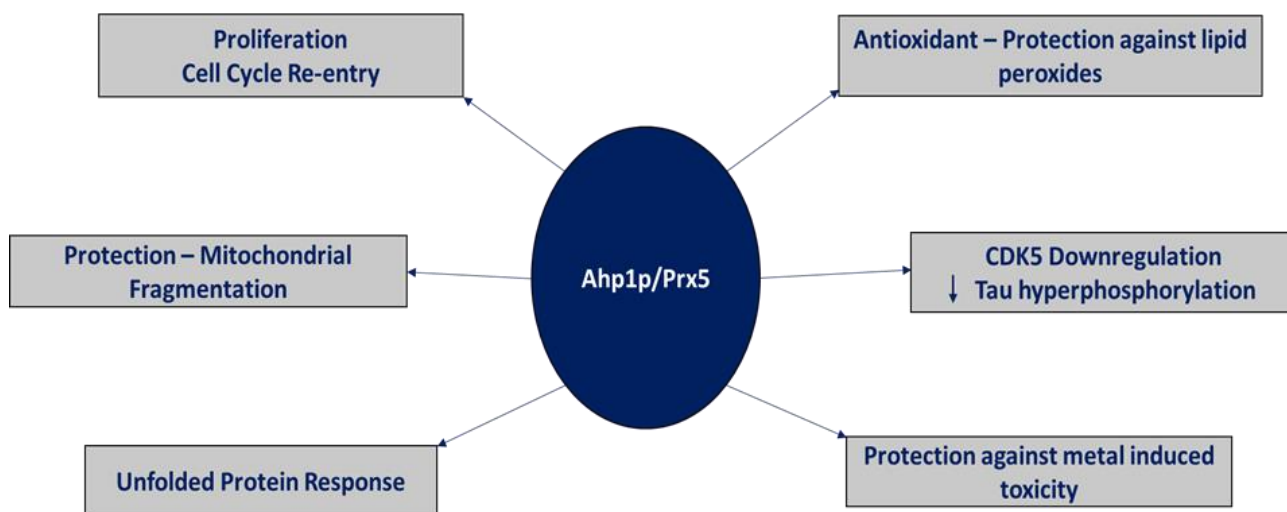 Proliferation
Cell Cycle Re-entry
Antioxidant – Protection against lipid
peroxides
Protection – Mitochondrial
Fragmentation
Ahp1p/Prx5
CDK5 Downregulation
↓ Tau hyperphosphorylation
Unfolded Protein Response
Protection against metal induced
toxicity